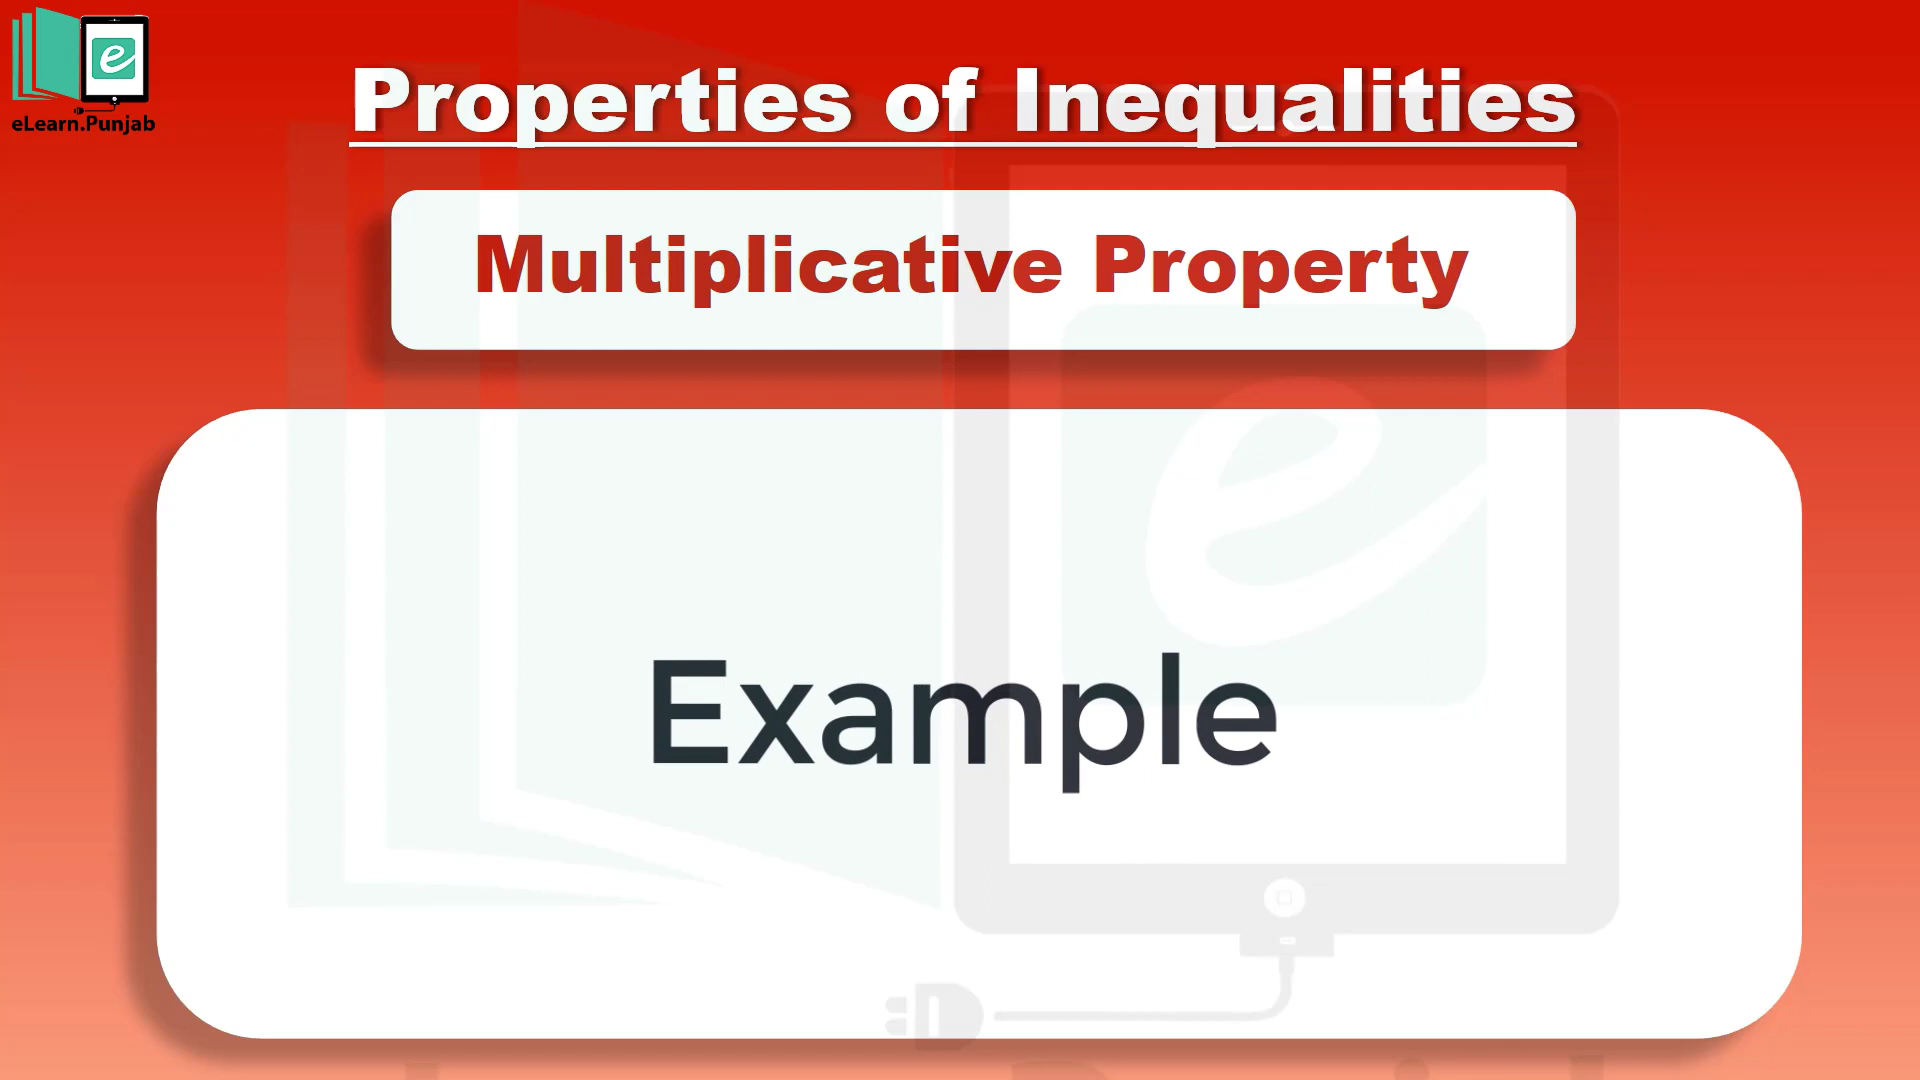 eLearn.Punjab
Properties of Inequalities
Multiplicative Property
Example